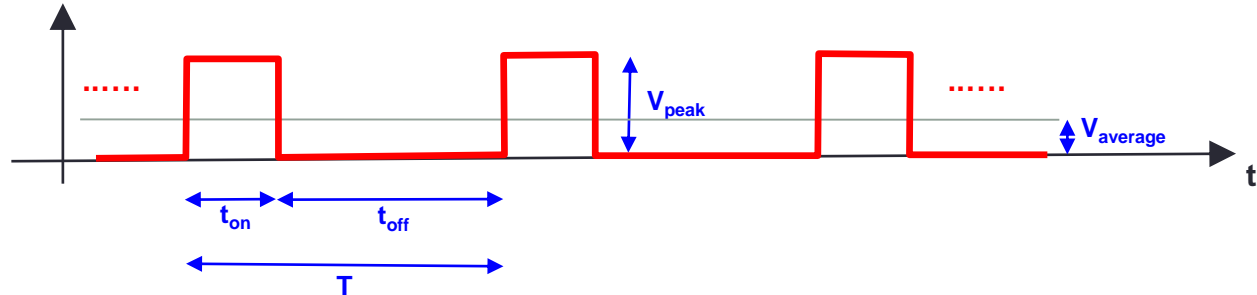 ......
......
Vpeak
Vaverage
t
ton
toff
T